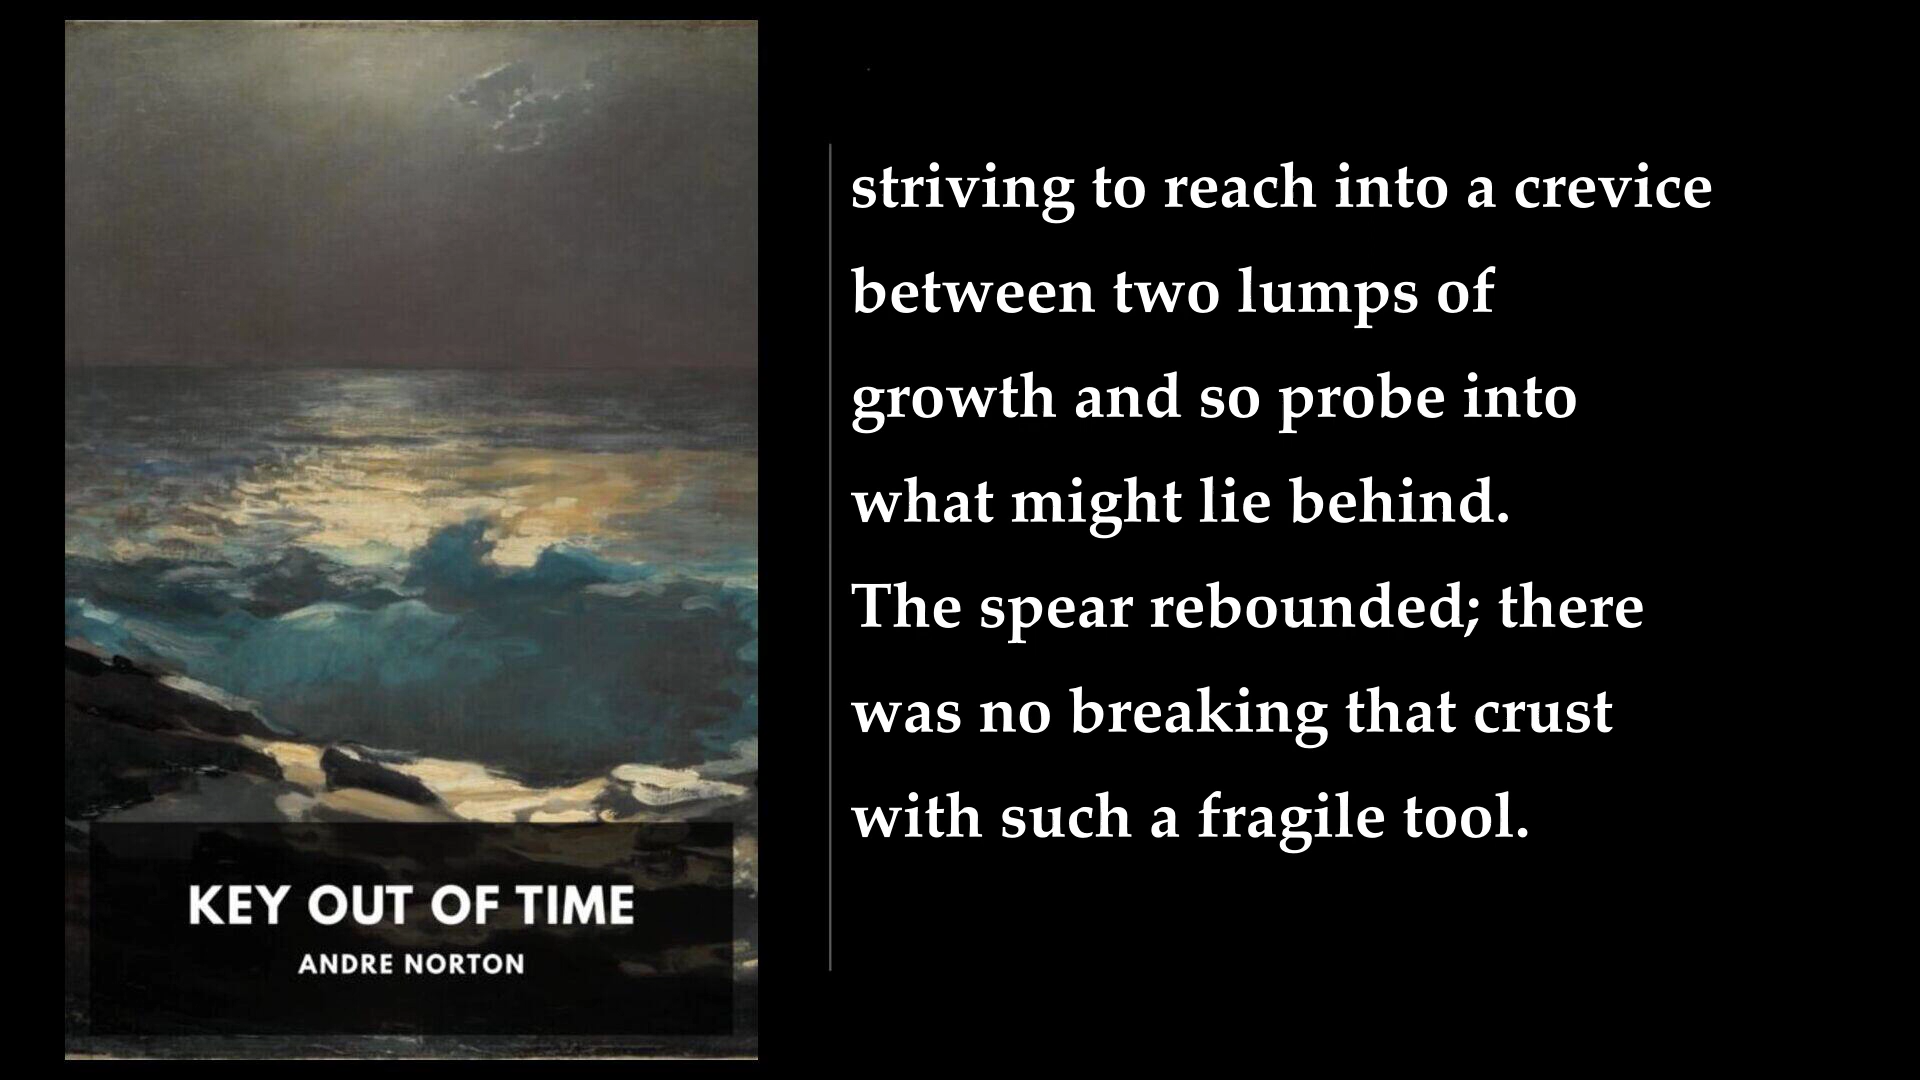 KEY OUT OF TIME
ANDRE NORTON
striving to reach into a crevice
between two lumps of
growth and so probe into
what might lie behind.
The spear rebounded; there
was no breaking that crust
with such a fragile tool.